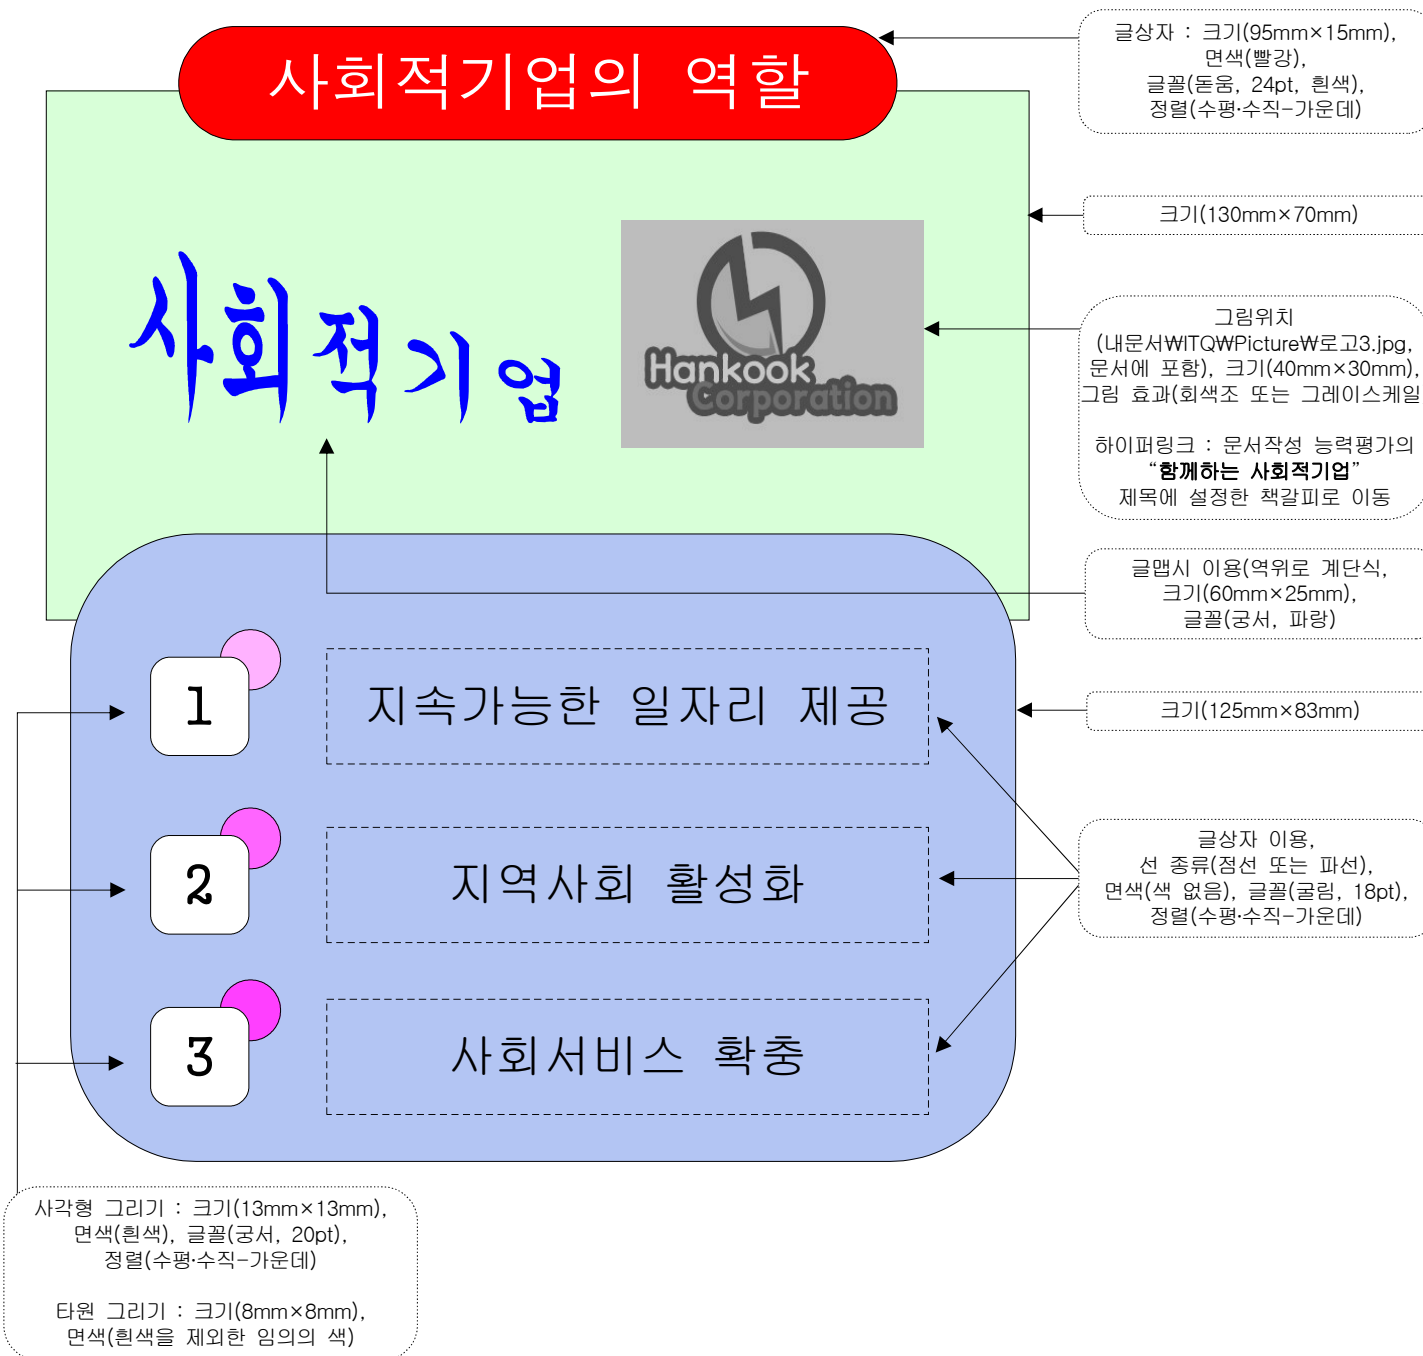 사회적기업의 역할
글상자 : 크기(95mm×15mm),
면색(빨강),
글꼴(돋움, 24pt, 흰색),
정렬(수평·수직-가운데)
크기(130mm×70mm)
사회적기업
Hankook
Corporation
그림위치
(내문서₩ITQ₩Picture₩로고3.jpg,
문서에 포함), 크기(40mm×30mm),
그림 효과(회색조 또는 그레이스케일
하이퍼링크 : 문서작성 능력평가의
“함께하는 사회적기업”
제목에 설정한 책갈피로 이동
글맵시 이용(역위로 계단식,
크기(60mm×25mm),
글꼴(궁서, 파랑)
1
지속가능한 일자리 제공
크기(125mm×83mm)
2
지역사회 활성화
글상자 이용,
선 종류(점선 또는 파선),
면색(색 없음), 글꼴(굴림, 18pt),
정렬(수평·수직-가운데)
3
사회서비스 확충
사각형 그리기 : 크기(13mm×13mm),
면색(흰색), 글꼴(궁서, 20pt),
정렬(수평·수직-가운데)
타원 그리기 : 크기(8mm×8mm),
면색(흰색을 제외한 임의의 색)